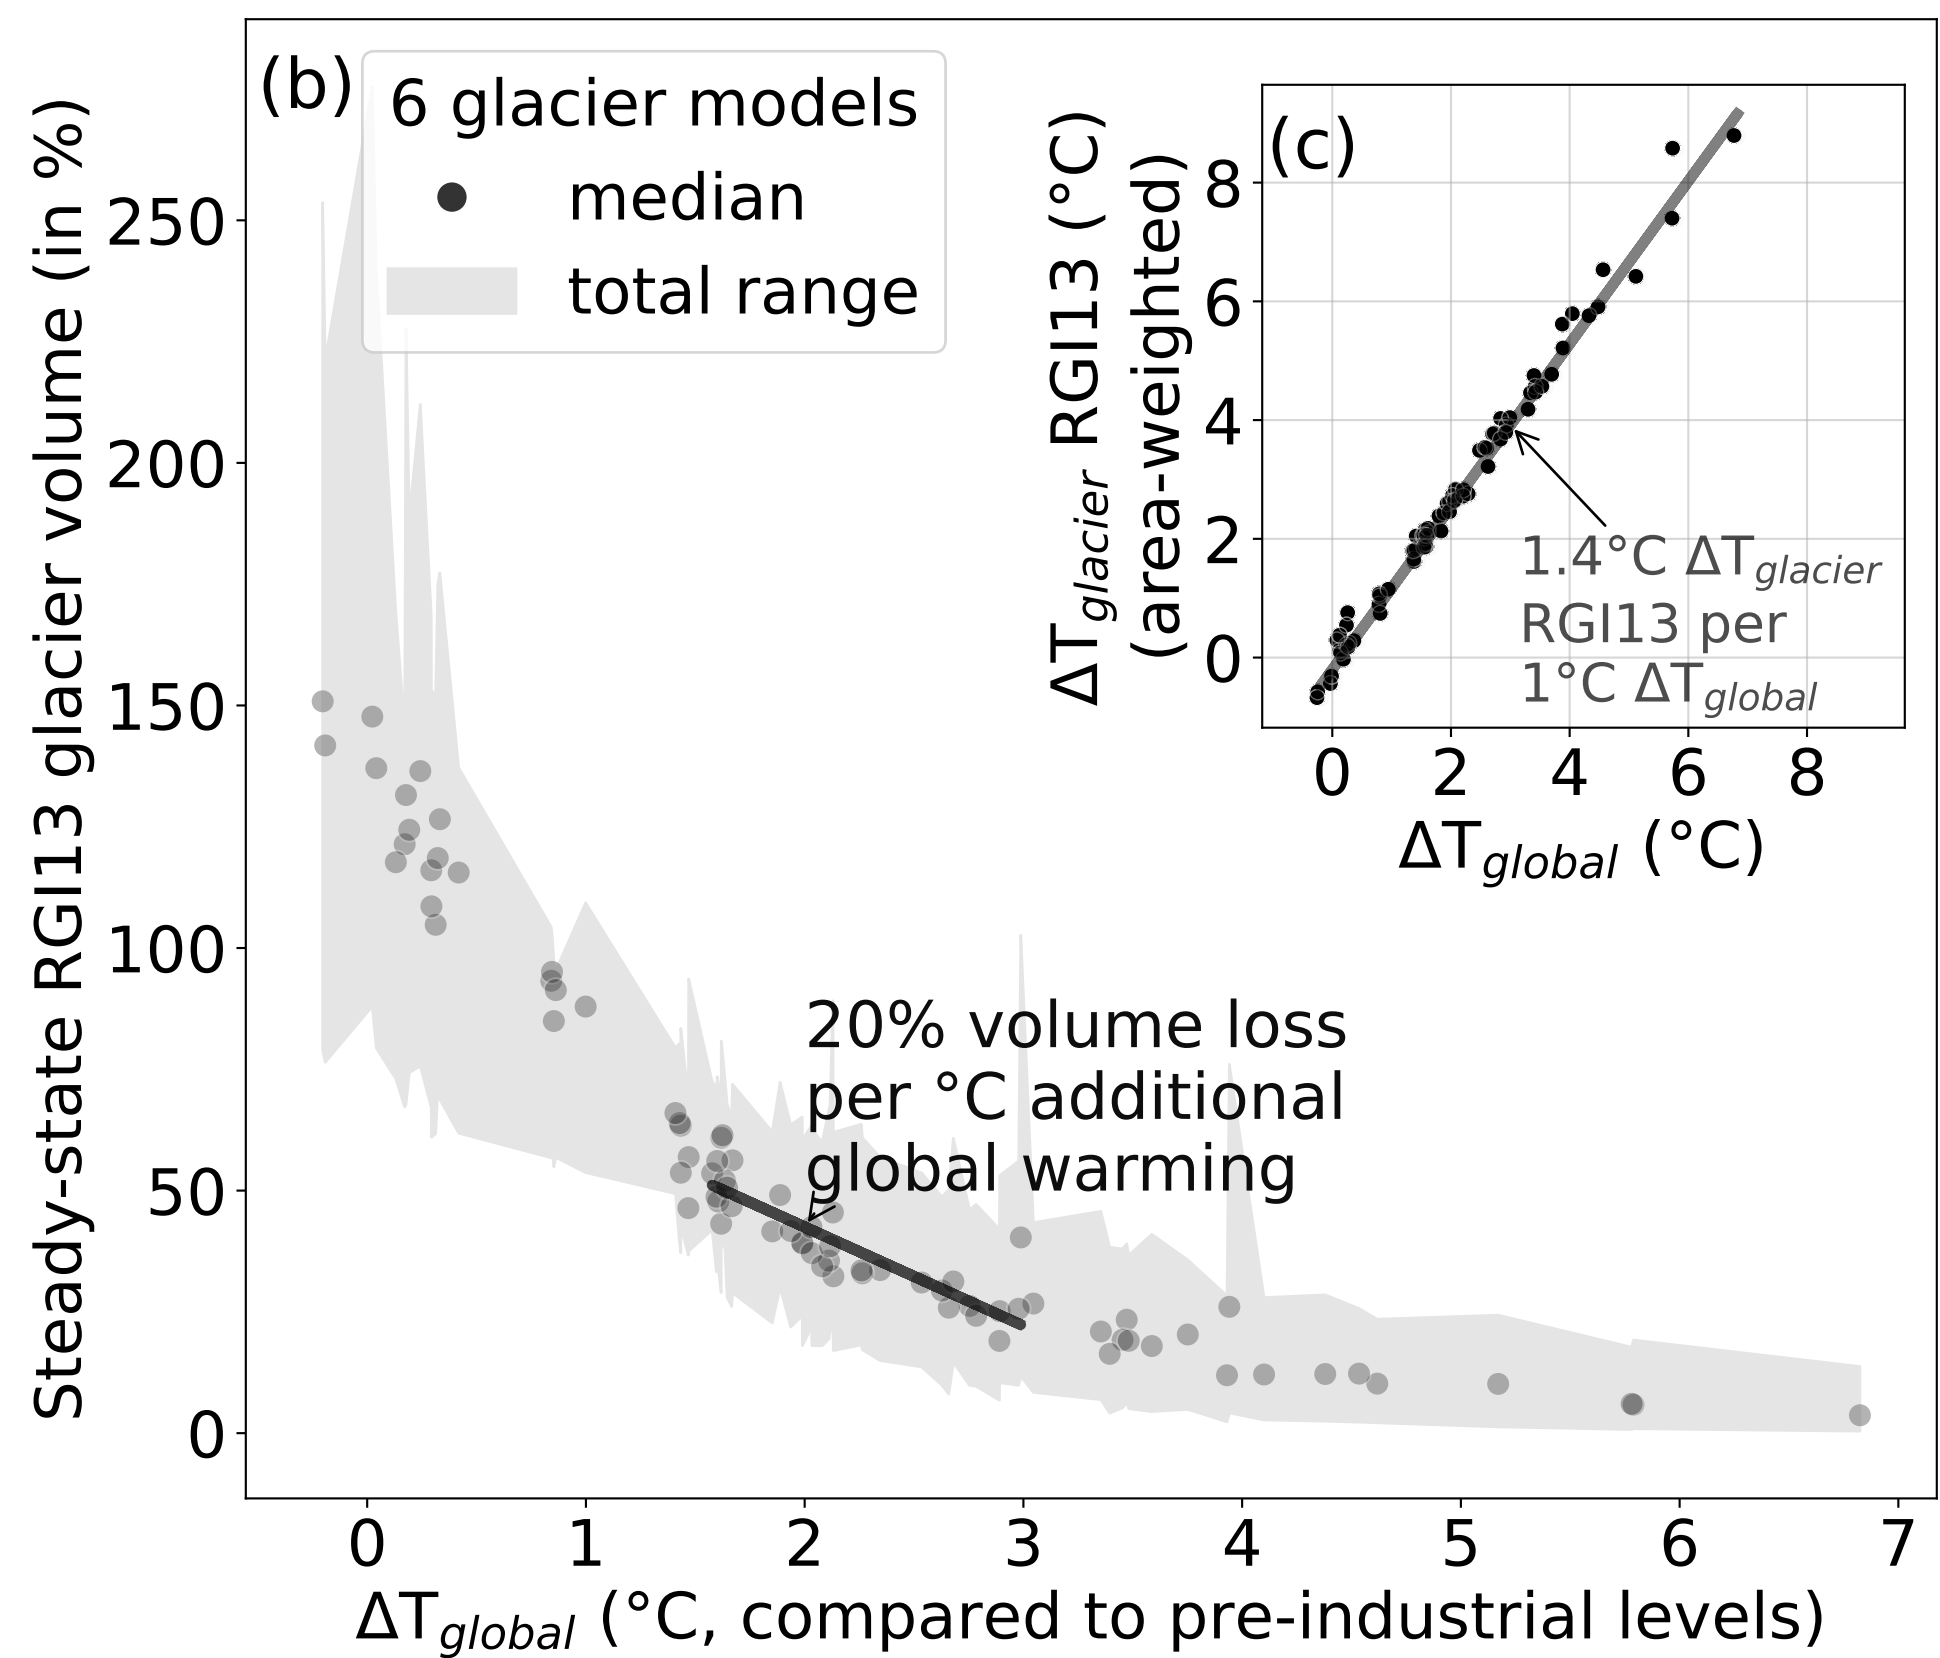 (b)
6 glacier models
median
total range
Steady-state RGI13 glacier volume (in %)
250
200
150
100
50
0
0 1 2 3 4 5 6 7
ΔTglobal (°C, compared to pre-industrial levels)
20% volume loss
per °C additional
global warming
(c)
ΔTglacier RGI13 (°C)
(area-weighted)
8
6
4
2
0
0 2 4 6 8
ΔTglobal (°C)
1.4°C ΔTglacier
RGI13 per
1°C ΔTglobal